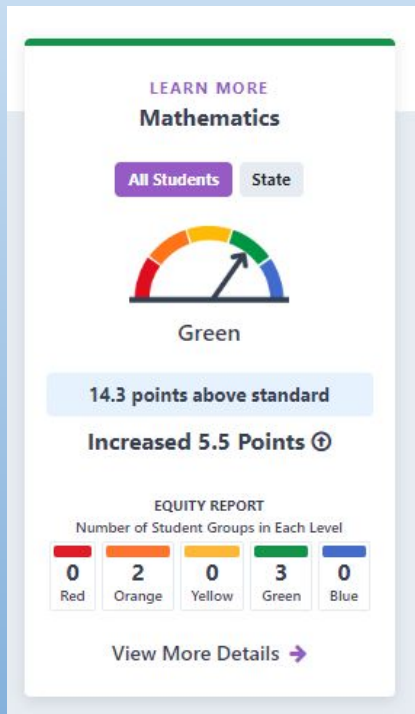 LEARN MORE
Mathematics
All Students State
Green
14.3 points above standard
Increased 5.5 Points
EQUITY REPORT
Number of Student Groups in Each Level
0 2 0 3 0
Red Orange Yellow Green Blue
View More Details